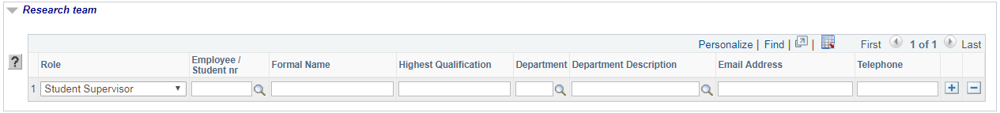 Research team
Personalize | Find | | First 1 of 1 Last
? Role Employee / Student nr Formal Name Highest Qualification Department Department Description Email Address Telephone
1 Student Supervisor